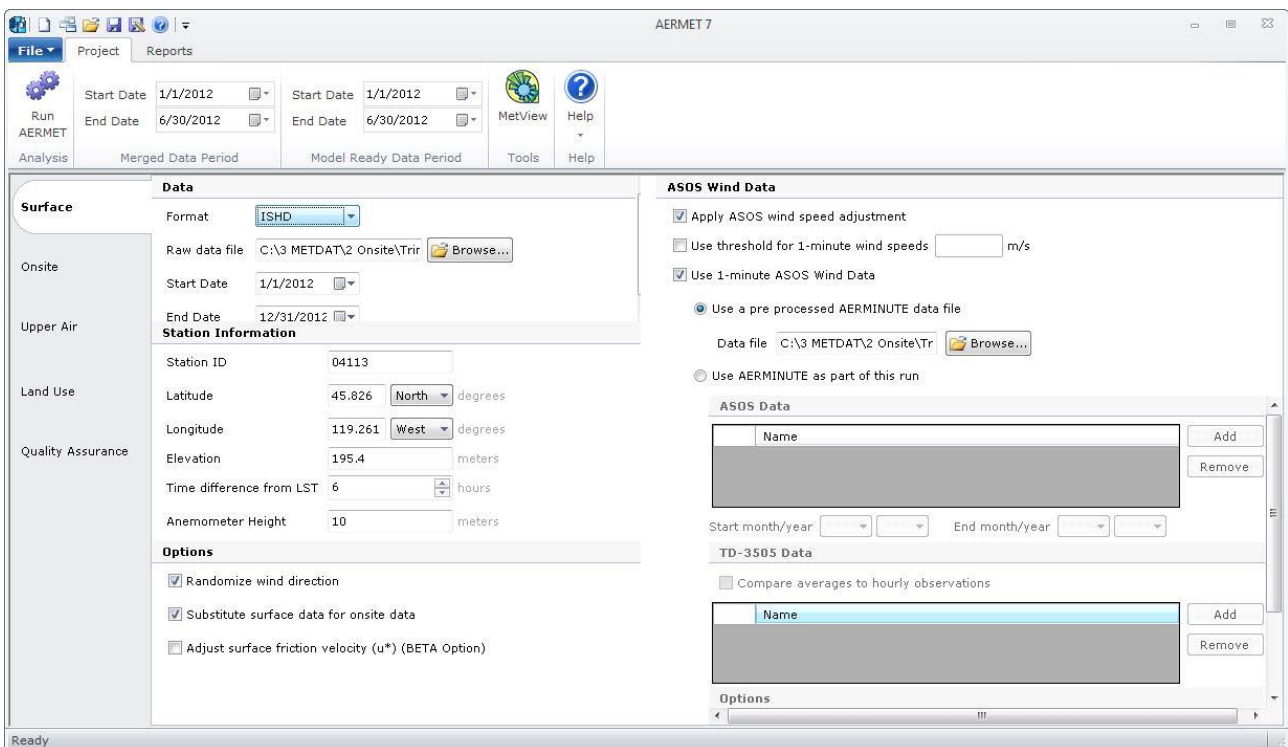 AERMET 7
File Project Reports
Start Date 1/1/2012 Start Date 1/1/2012
End Date 6/30/2012 End Date 6/30/2012
Run AERMET
MetView
Help
Analysis Merged Data Period Model Ready Data Period Tools Help
Surface
Onsite
Upper Air
Land Use
Quality Assurance
Data
Format ISHD
Raw data file C:\3 METDAT\2 Onsite\Trir Browse...
Start Date 1/1/2012
End Date 12/31/2012
Station Information
Station ID 04113
Latitude 45.826 North degrees
Longitude 119.261 West degrees
Elevation 195.4 meters
Time difference from LST 6 hours
Anemometer Height 10 meters
Options
Randomize wind direction
Substitute surface data for onsite data
Adjust surface friction velocity (u*) (BETA Option)
ASOS Wind Data
Apply ASOS wind speed adjustment
Use threshold for 1-minute wind speeds m/s
Use 1-minute ASOS Wind Data
Use a pre processed AERMINUTE data file
Data file C:\3 METDAT\2 Onsite\Tr Browse...
Use AERMINUTE as part of this run
ASOS Data
Name Add
Remove
Start month/year End month/year
TD-3505 Data
Compare averages to hourly observations
Name Add
Remove
Options
Ready